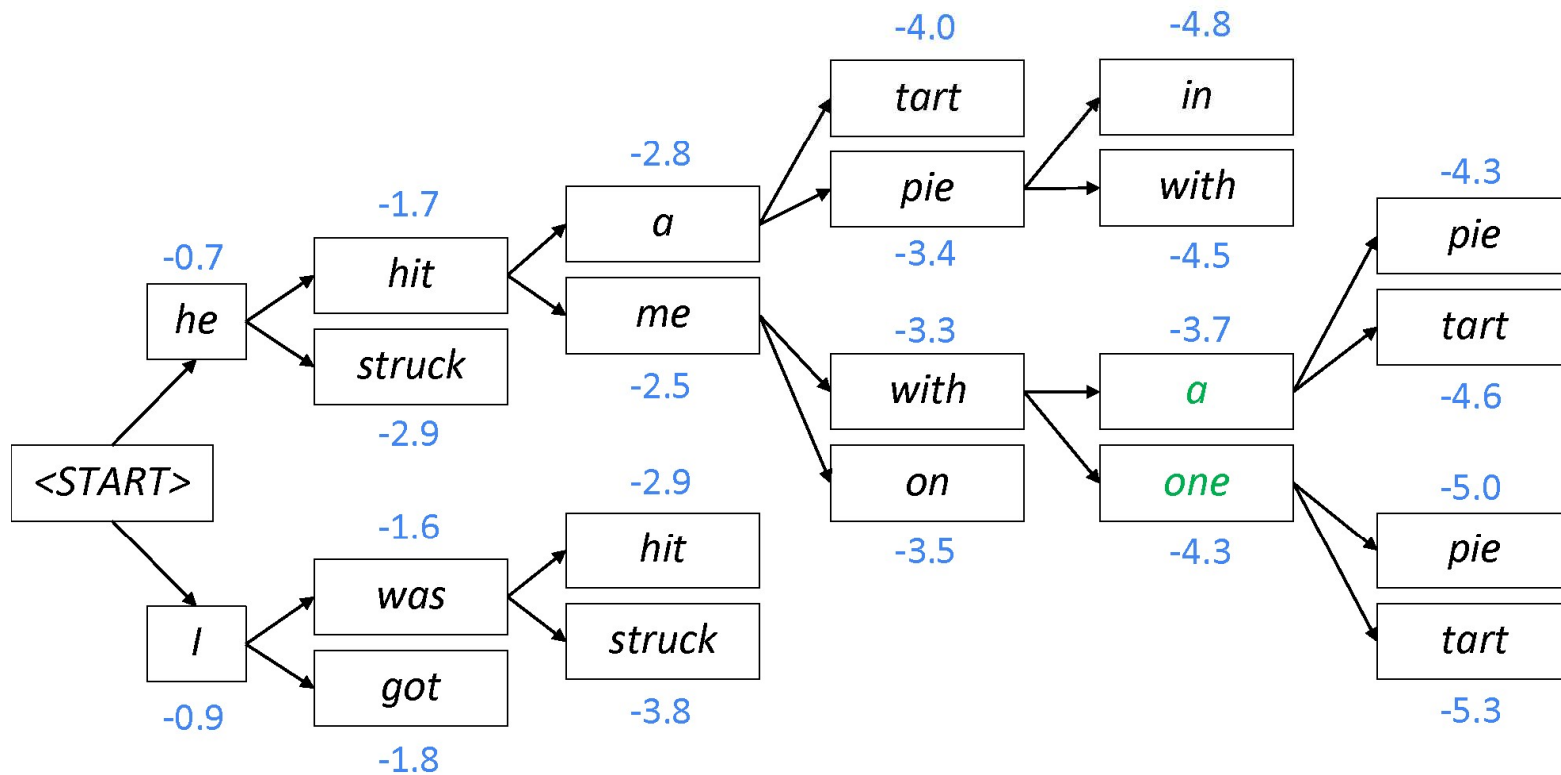 -4.0
-4.8
tart
in
-2.8
pie
with
-4.3
-1.7
a
-3.4
-4.5
pie
-0.7
hit
me
-3.3
-3.7
tart
he
struck
-2.5
with
a
-4.6
-2.9
<START>
-2.9
on
one
-5.0
-1.6
hit
-3.5
-4.3
pie
I
was
struck
tart
-0.9
got
-3.8
-5.3
-1.8